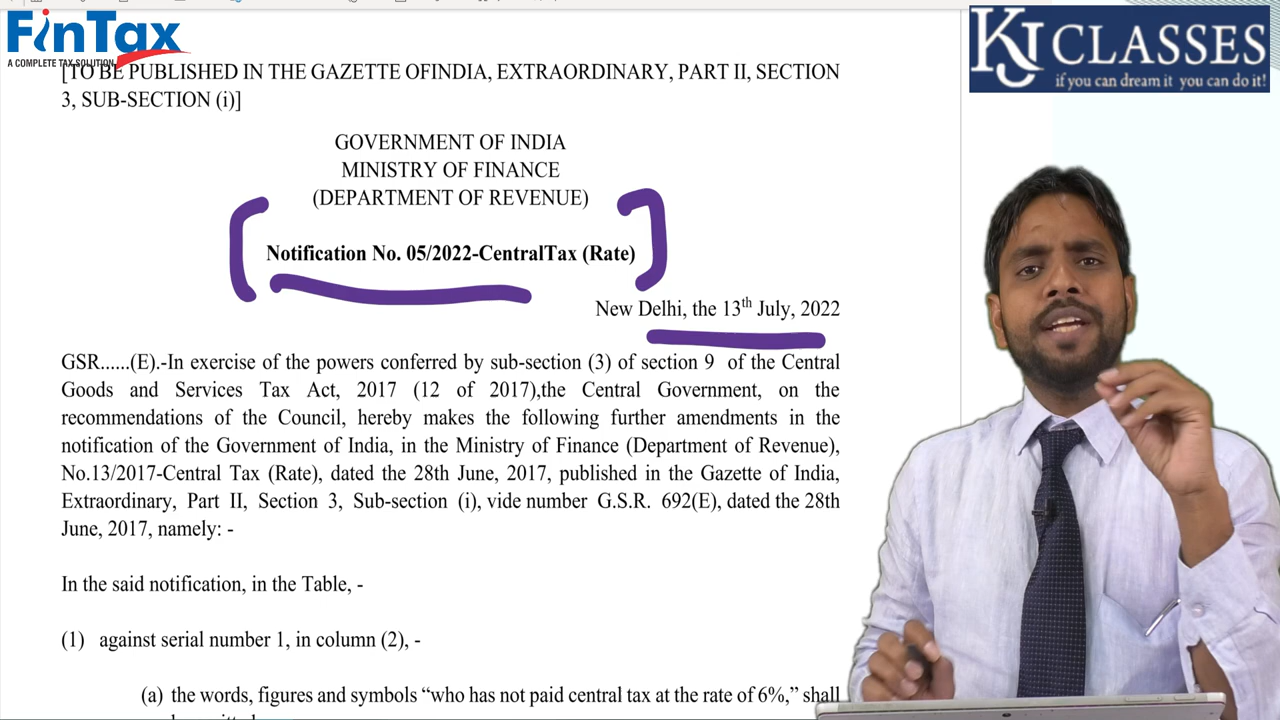 FinTax
A COMPLETE TAX SOLUTION
KJ CLASSES
if you can dream it you can do it!
[TO BE PUBLISHED IN THE GAZETTE OFINDIA, EXTRAORDINARY, PART II, SECTION
3, SUB-SECTION (i)]
GOVERNMENT OF INDIA
MINISTRY OF FINANCE
(DEPARTMENT OF REVENUE)
Notification No. 05/2022-CentralTax (Rate)
New Delhi, the 13th July, 2022
GSR......(E).-In exercise of the powers conferred by sub-section (3) of section 9 of the Central
Goods and Services Tax Act, 2017 (12 of 2017),the Central Government, on the
recommendations of the Council, hereby makes the following further amendments in the
notification of the Government of India, in the Ministry of Finance (Department of Revenue),
No.13/2017-Central Tax (Rate), dated the 28th June, 2017, published in the Gazette of India,
Extraordinary, Part II, Section 3, Sub-section (i), vide number G.S.R. 692(E), dated the 28th
June, 2017, namely: -
In the said notification, in the Table, -
(1) against serial number 1, in column (2), -
(a) the words, figures and symbols “who has not paid central tax at the rate of 6%,” shall